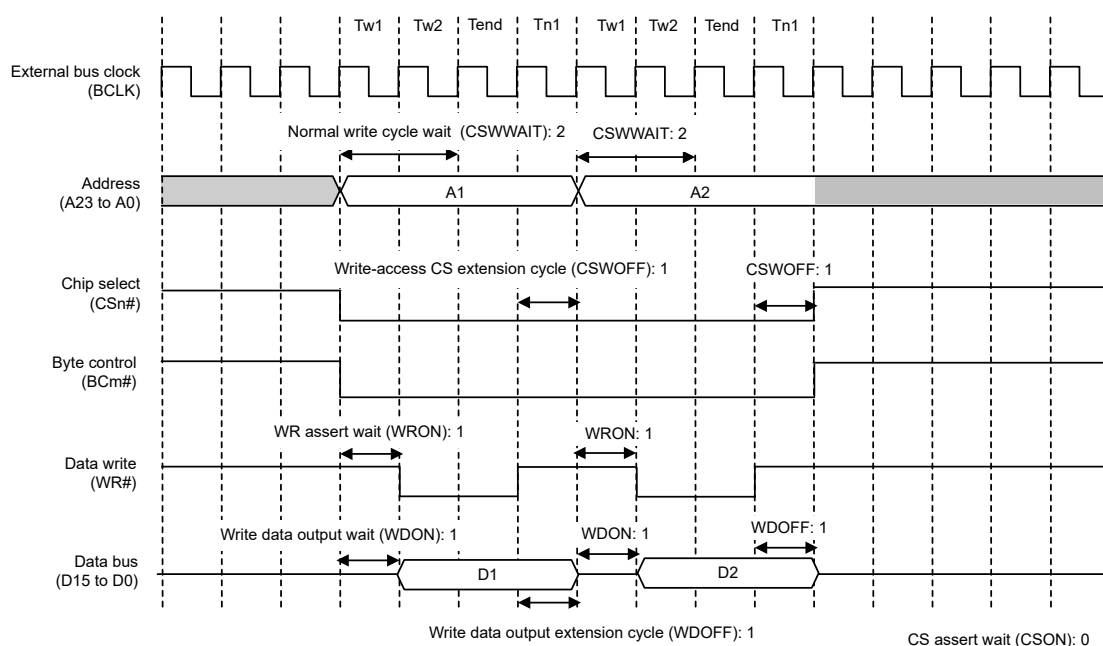 Tw1 Tw2 Tend Tn1 Tw1 Tw2 Tend Tn1
External bus clock
(BCLK)
Normal write cycle wait (CSWWAIT): 2 CSWWAIT: 2
Address
(A23 to A0)
A1 A2
Write-access CS extension cycle (CSWOFF): 1 CSWOFF: 1
Chip select
(CSn#)
Byte control
(BCm#)
WR assert wait (WRON): 1 WRON: 1
Data write
(WR#)
Write data output wait (WDON): 1 WDON: 1 WDOFF: 1
Data bus
(D15 to D0)
D1 D2
Write data output extension cycle (WDOFF): 1
CS assert wait (CSON): 0